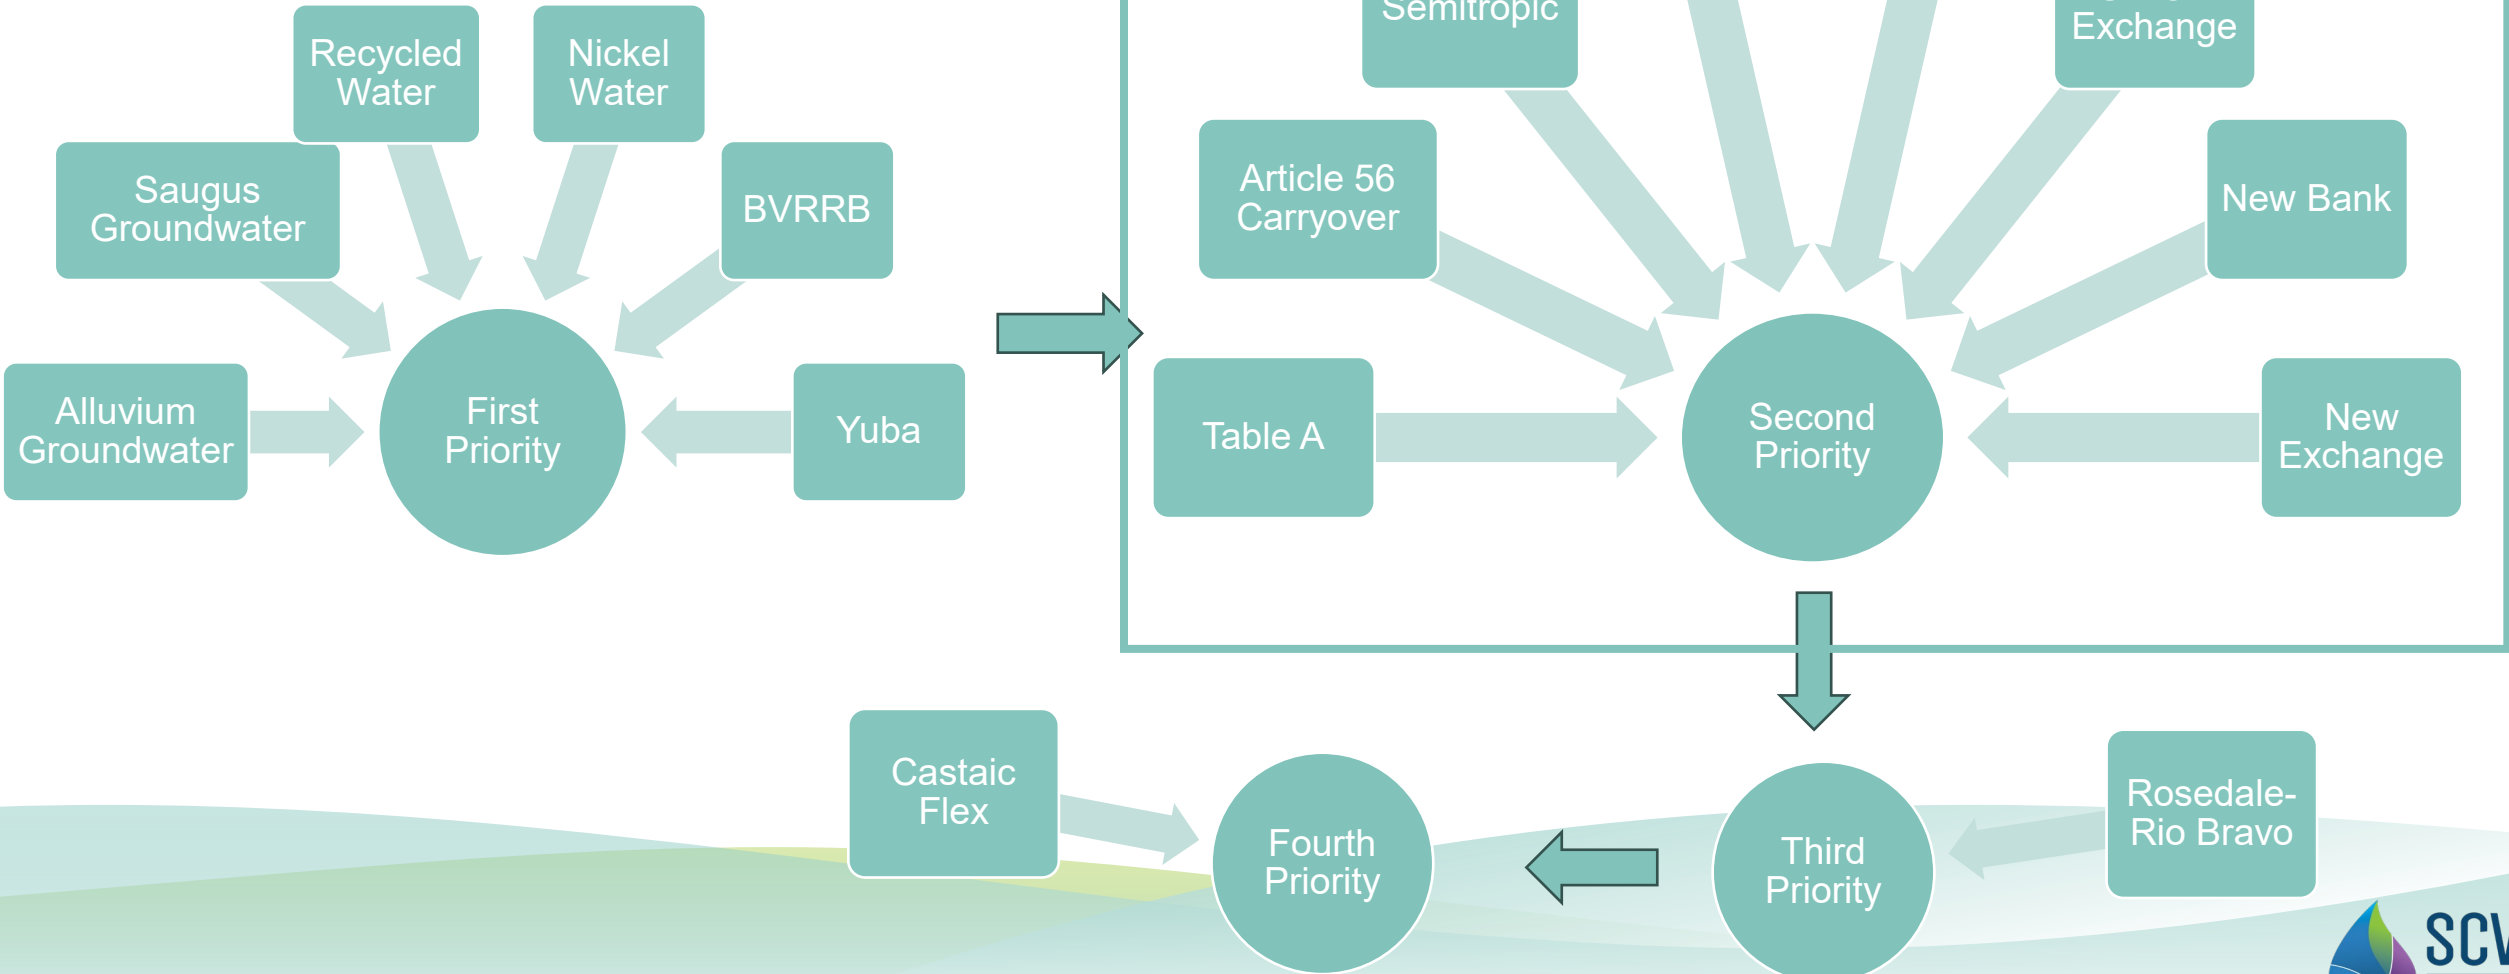 Recycled
Water
Nickel
Water
Saugus
Groundwater
BVRRB
Alluvium
Groundwater
First
Priority
Yuba
Semitropic
Exchange
Article 56
Carryover
New Bank
Table A
Second
Priority
New
Exchange
Castaic
Flex
Fourth
Priority
Third
Priority
Rosedale-
Rio Bravo
SCV